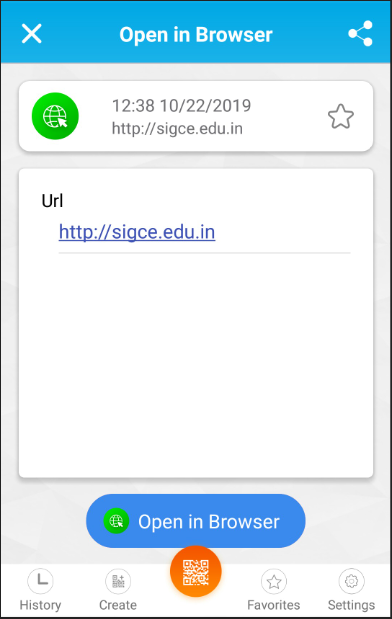 Open in Browser
12:38 10/22/2019
http://sigce.edu.in
Url
http://sigce.edu.in
Open in Browser
History
Create
Favorites
Settings